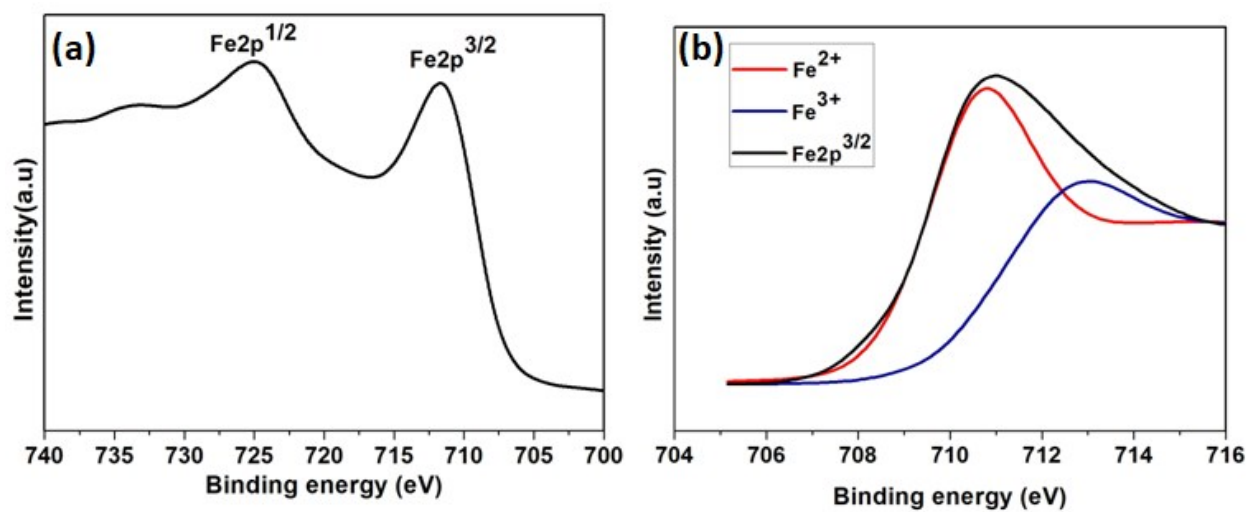 (a)
Fe2p1/2
Fe2p3/2
Intensity(a.u)
740 735 730 725 720 715 710 705 700
Binding energy (eV)
(b)
Fe2+
Fe3+
Fe2p3/2
Intensity (a.u)
704 706 708 710 712 714 716
Binding energy (eV)